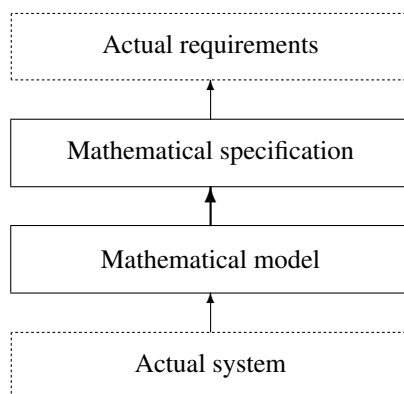 Actual requirements
Mathematical specification
Mathematical model
Actual system